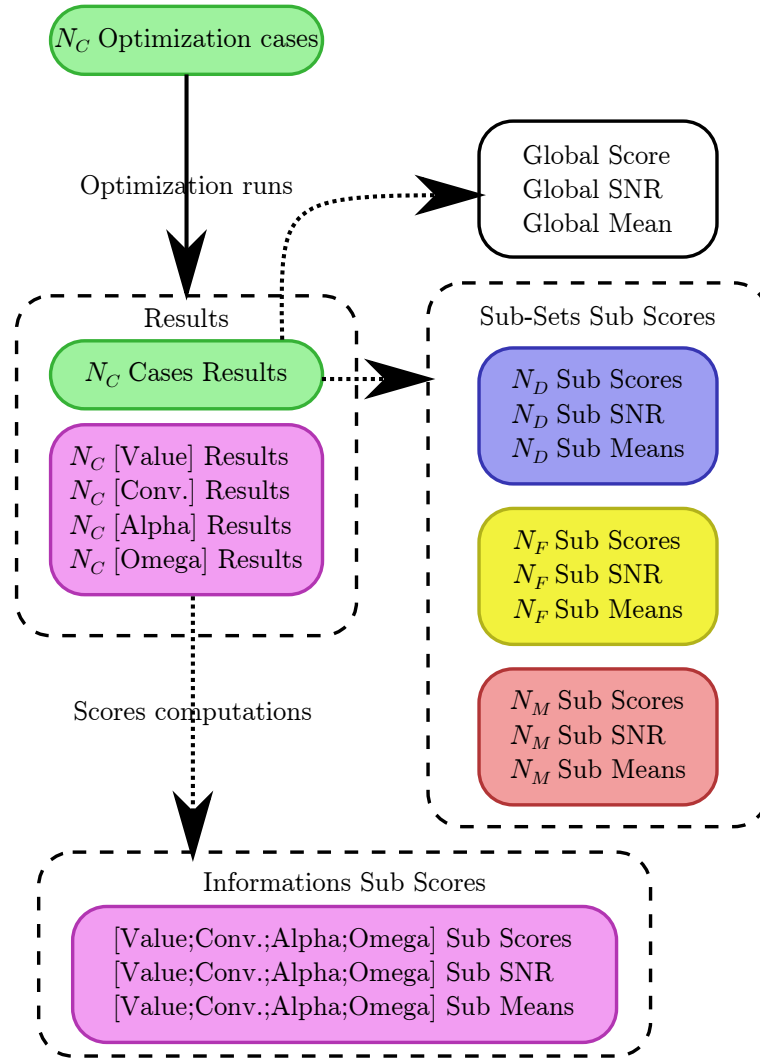 N_C Optimization cases
Optimization runs
Global Score
Global SNR
Global Mean
Results
N_C Cases Results
N_C [Value] Results
N_C [Conv.] Results
N_C [Alpha] Results
N_C [Omega] Results
Sub-Sets Sub Scores
N_D Sub Scores
N_D Sub SNR
N_D Sub Means
N_F Sub Scores
N_F Sub SNR
N_F Sub Means
N_M Sub Scores
N_M Sub SNR
N_M Sub Means
Scores computations
Informations Sub Scores
[Value;Conv.;Alpha;Omega] Sub Scores
[Value;Conv.;Alpha;Omega] Sub SNR
[Value;Conv.;Alpha;Omega] Sub Means